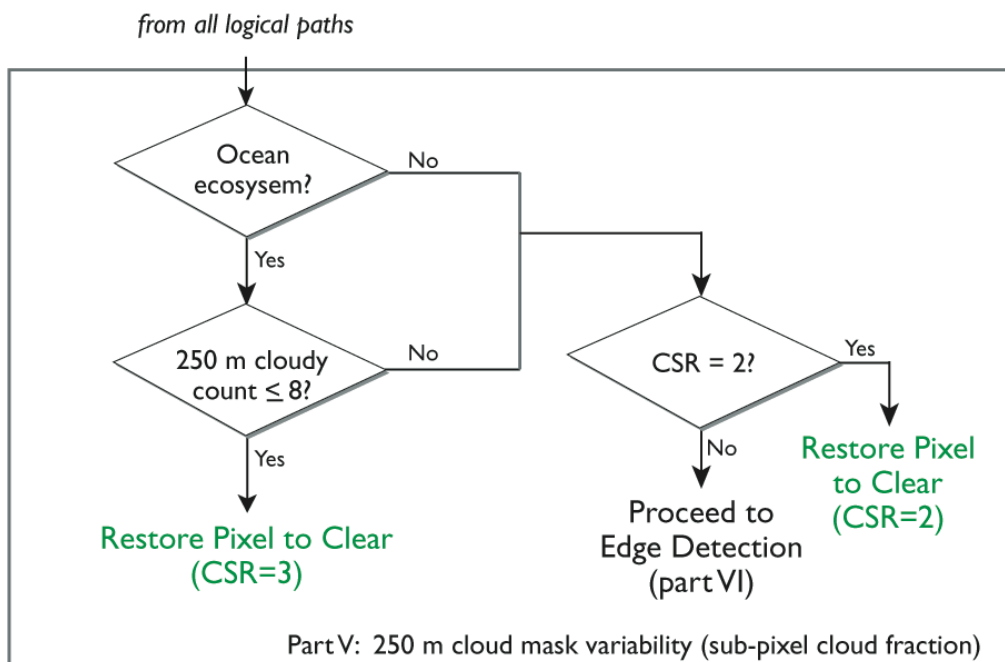 from all logical paths
Ocean
ecosysem?
No
Yes
250 m cloudy
count ≤ 8?
No
Yes
Restore Pixel to Clear
(CSR=3)
CSR = 2?
Yes
No
Restore Pixel
to Clear
(CSR=2)
Proceed to
Edge Detection
(part VI)
Part V: 250 m cloud mask variability (sub-pixel cloud fraction)